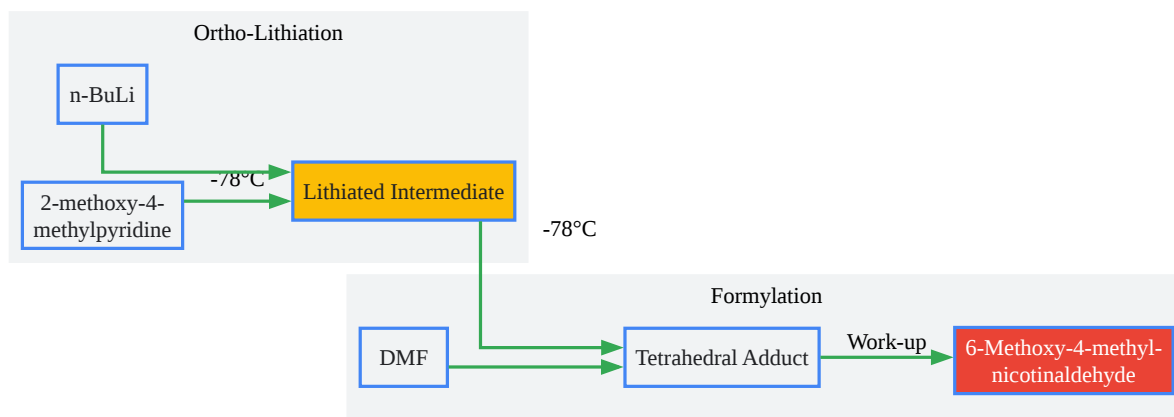 Ortho-Lithiation
n-BuLi
-78°C
2-methoxy-4-
methylpyridine
Lithiated Intermediate
-78°C
Formylation
DMF
Tetrahedral Adduct
Work-up
6-Methoxy-4-methyl-
nicotinaldehyde